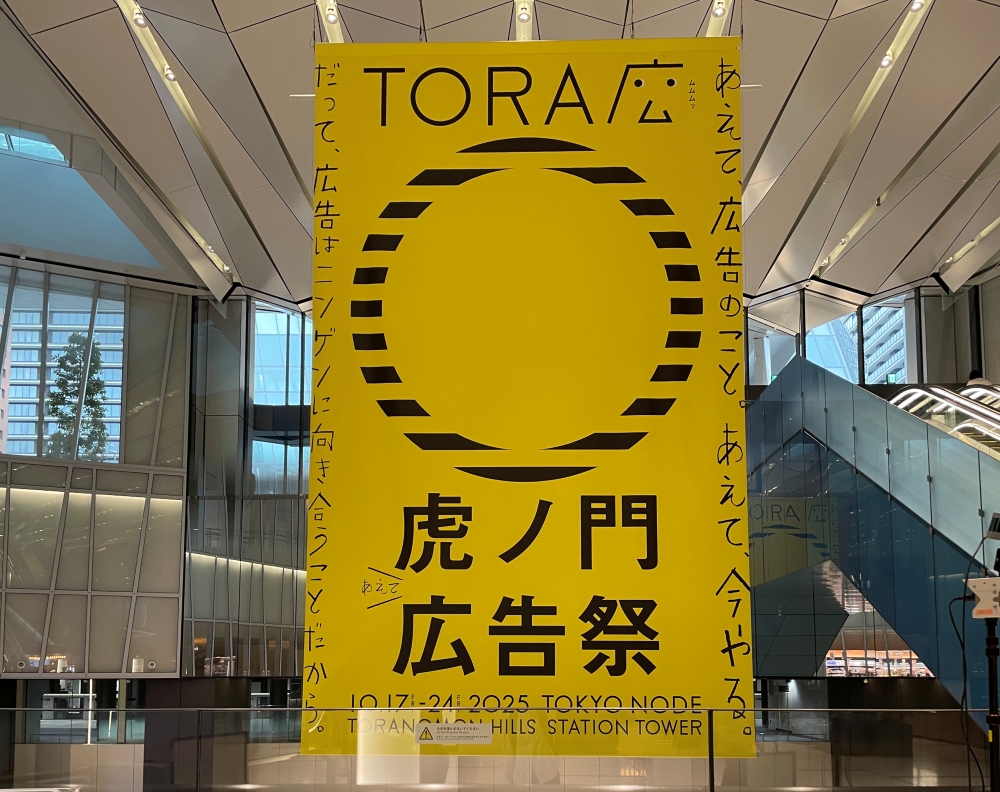 TORA広
ムムムッ
あえて、広告のこと。あえて、今やる。
だって、広告はニンゲンに向き合うことだから。
虎ノ門
あえて
広告祭
10.17 FRI -24 FRI 2025 TOKYO NODE
TORANOMON HILLS STATION TOWER